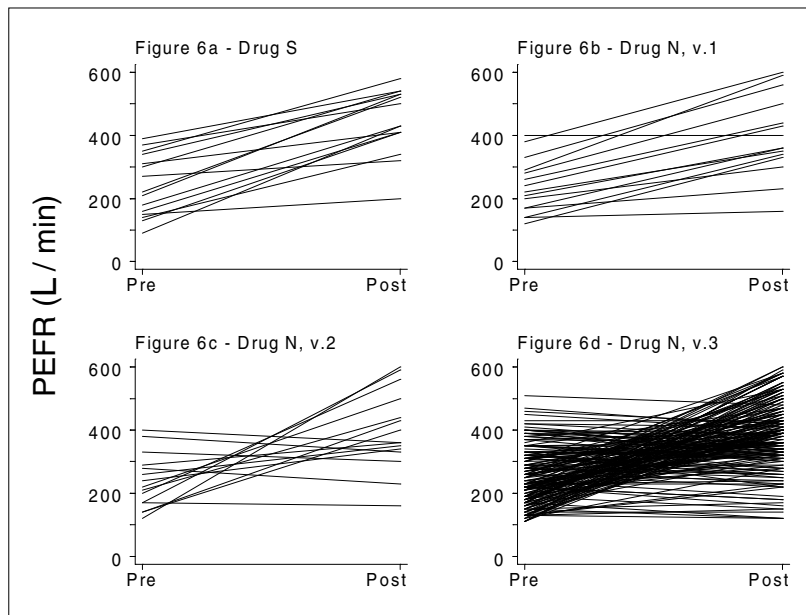 PEFR (L / min)
Figure 6a - Drug S
600
400
200
0
Pre
Post
Figure 6b - Drug N, v.1
600
400
200
0
Pre
Post
Figure 6c - Drug N, v.2
600
400
200
0
Pre
Post
Figure 6d - Drug N, v.3
600
400
200
0
Pre
Post